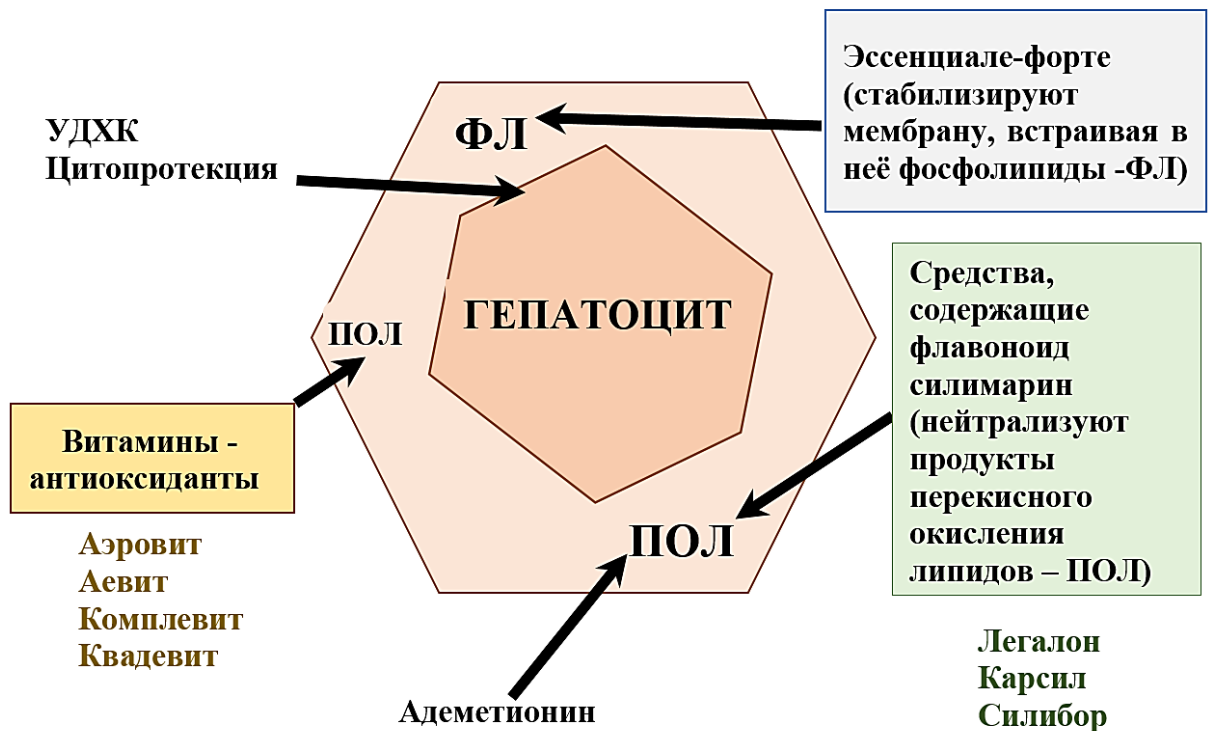 УДХК
Цитопротекция
ФЛ
Эссенциале-форте
(стабилизируют
мембрану, встраивая в
неё фосфолипиды -ФЛ)
ГЕПАТОЦИТ
ПОЛ
Витамины -
антиоксиданты
Аэровит
Аевит
Комплевит
Квадевит
Средства,
содержащие
флавоноид
силимарин
(нейтрализуют
продукты
перекисного
окисления
липидов – ПОЛ)
ПОЛ
Адеметионин
Легалон
Карсил
Силибор